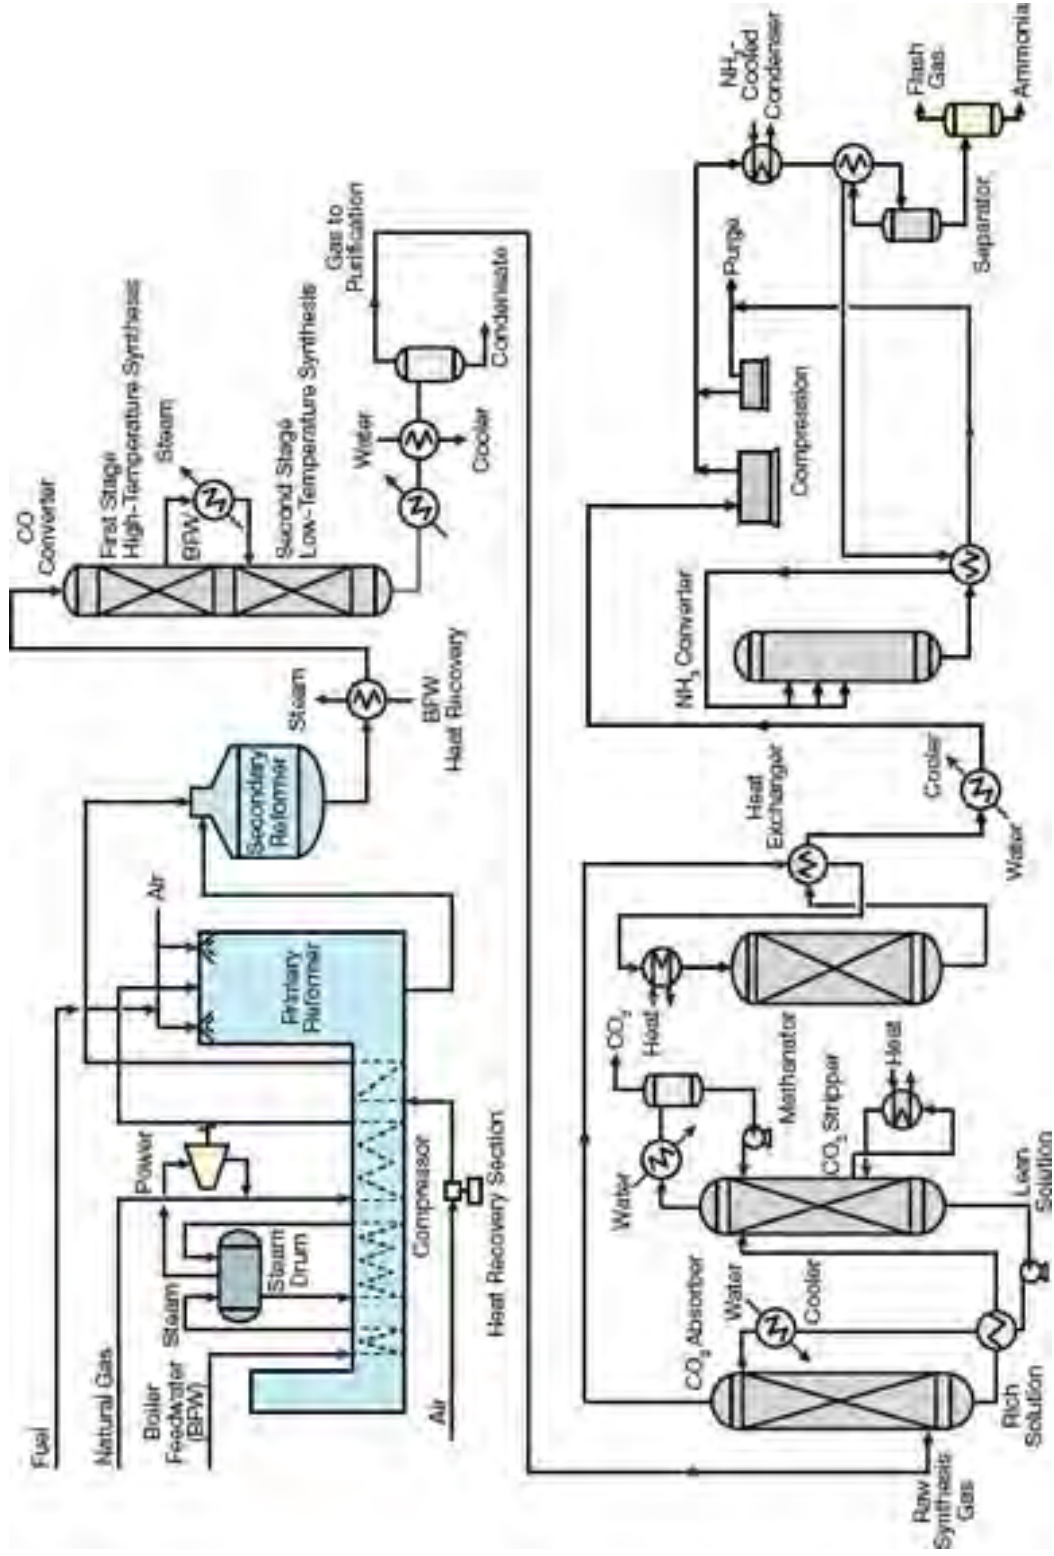 Fuel
Natural Gas
Boiler
Feedwater
(BFW)
Steam
Steam
Drum
Power
Air
Primary
Reformer
Secondary
Reformer
Compressor
Air
Heat Recovery Section
Steam
BFW
Heat Recovery
CO
Converter
First Stage
High-Temperature Synthesis
Steam
BFW
Second Stage
Low-Temperature Synthesis
Water
Cooler
Gas to
Purification
Condensate
Raw
Synthesis
Gas
CO2 Absorber
Water
Cooler
Rich
Solution
Water
CO2
CO2 Stripper
Heat
Lean
Solution
Heat
Methanator
Heat
Exchanger
Cooler
Water
NH3 Converter
Compression
Purge
NH3-
Cooled
Condenser
Separator
Flash
Gas
Ammonia